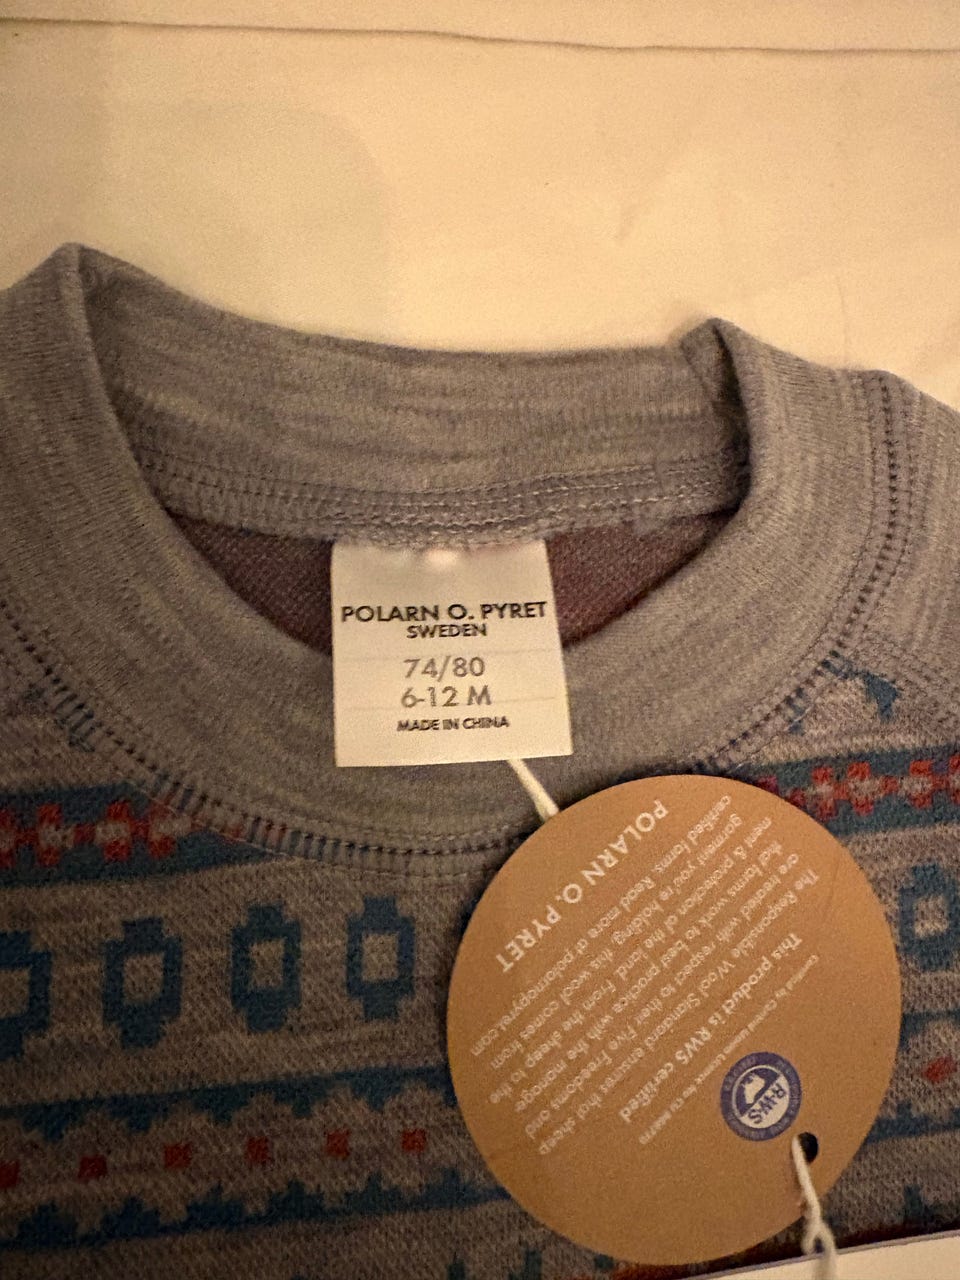 POLARN O. PYRET
SWEDEN
74/80
6-12 M
MADE IN CHINA
R·W·S
This product is RWS certified
The Responsible Wool Standard ensures that sheep
are treated with respect to their Five Freedoms and
that farms work to best practice with the manage-
ment & protection of the land. From the sheep to the
garment you're holding, this wool comes from
certified farms. Read more at polarnopyret.com
POLARN O. PYRET